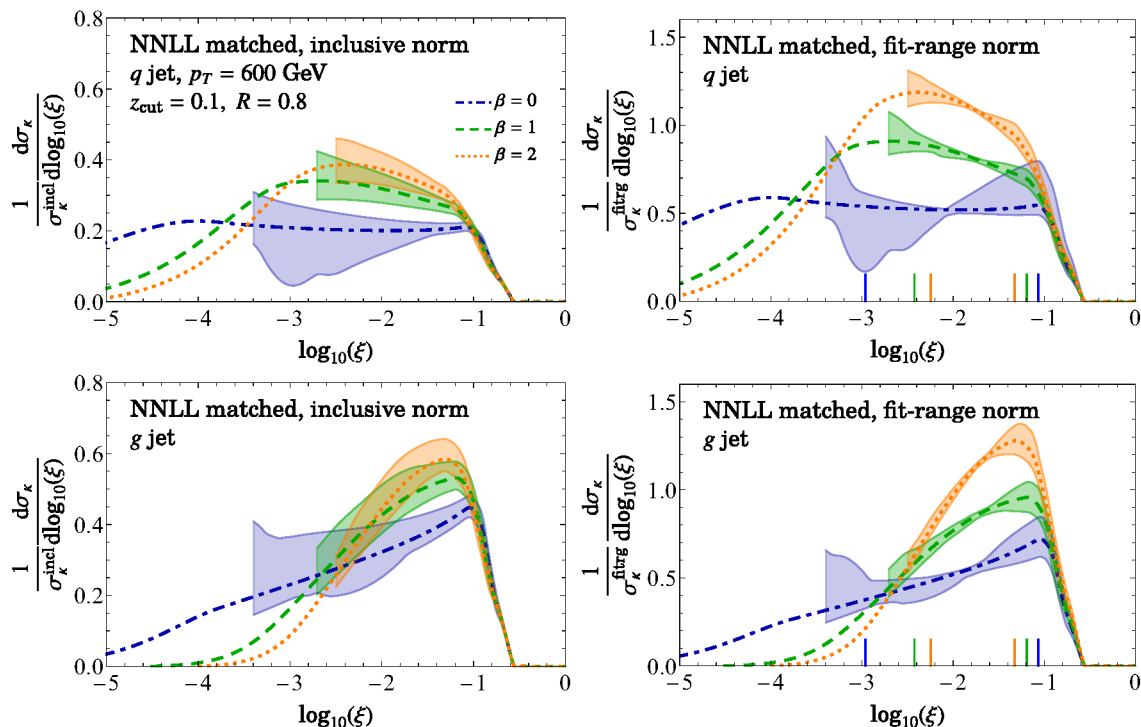 NNLL matched, inclusive norm
q jet, p_T = 600 GeV
z_cut = 0.1, R = 0.8
β = 0
β = 1
β = 2
1/σ_κ^incl dσ_κ/dlog₁₀(ξ)
0.8
0.6
0.4
0.2
0.0
−5 −4 −3 −2 −1 0
log₁₀(ξ)
NNLL matched, fit-range norm
q jet
1/σ_κ^fitrg dσ_κ/dlog₁₀(ξ)
1.5
1.0
0.5
0.0
−5 −4 −3 −2 −1 0
log₁₀(ξ)
NNLL matched, inclusive norm
g jet
1/σ_κ^incl dσ_κ/dlog₁₀(ξ)
0.8
0.6
0.4
0.2
0.0
−5 −4 −3 −2 −1 0
log₁₀(ξ)
NNLL matched, fit-range norm
g jet
1/σ_κ^fitrg dσ_κ/dlog₁₀(ξ)
1.5
1.0
0.5
0.0
−5 −4 −3 −2 −1 0
log₁₀(ξ)